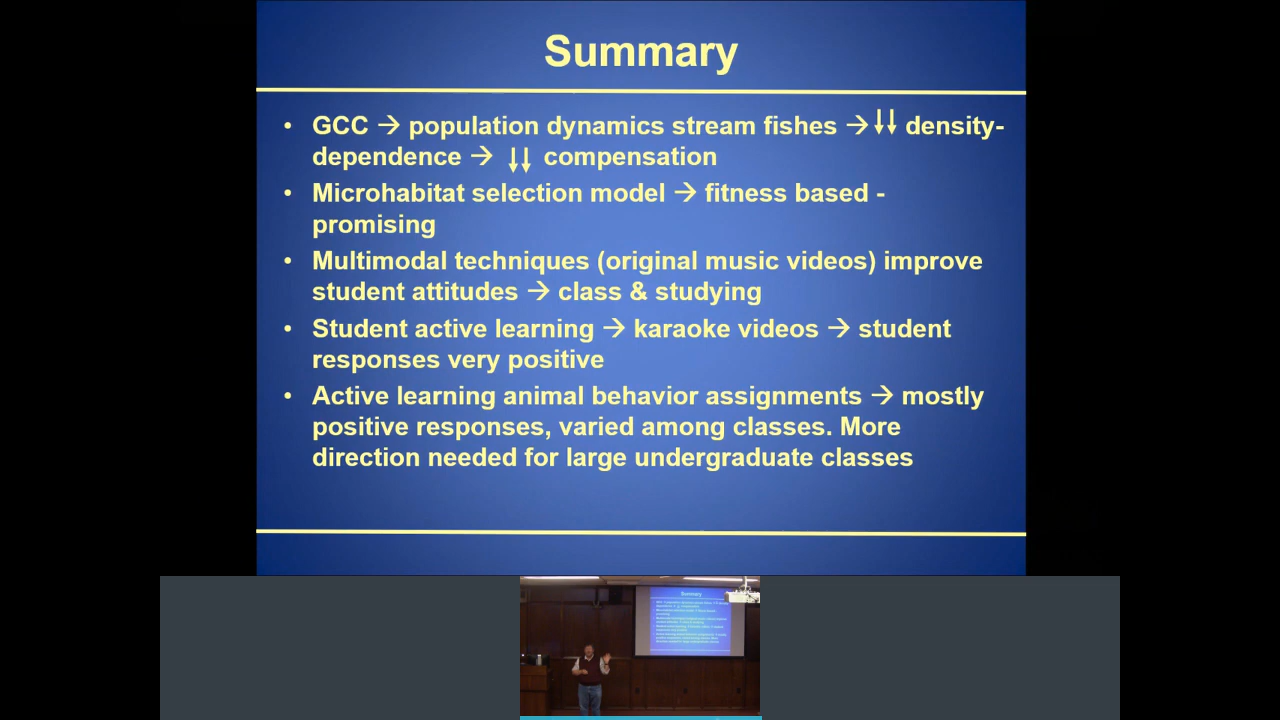 Summary
• GCC → population dynamics stream fishes → ↓↓ density-
dependence → ↓↓ compensation
• Microhabitat selection model → fitness based -
promising
• Multimodal techniques (original music videos) improve
student attitudes → class & studying
• Student active learning → karaoke videos → student
responses very positive
• Active learning animal behavior assignments → mostly
positive responses, varied among classes. More
direction needed for large undergraduate classes
Summary